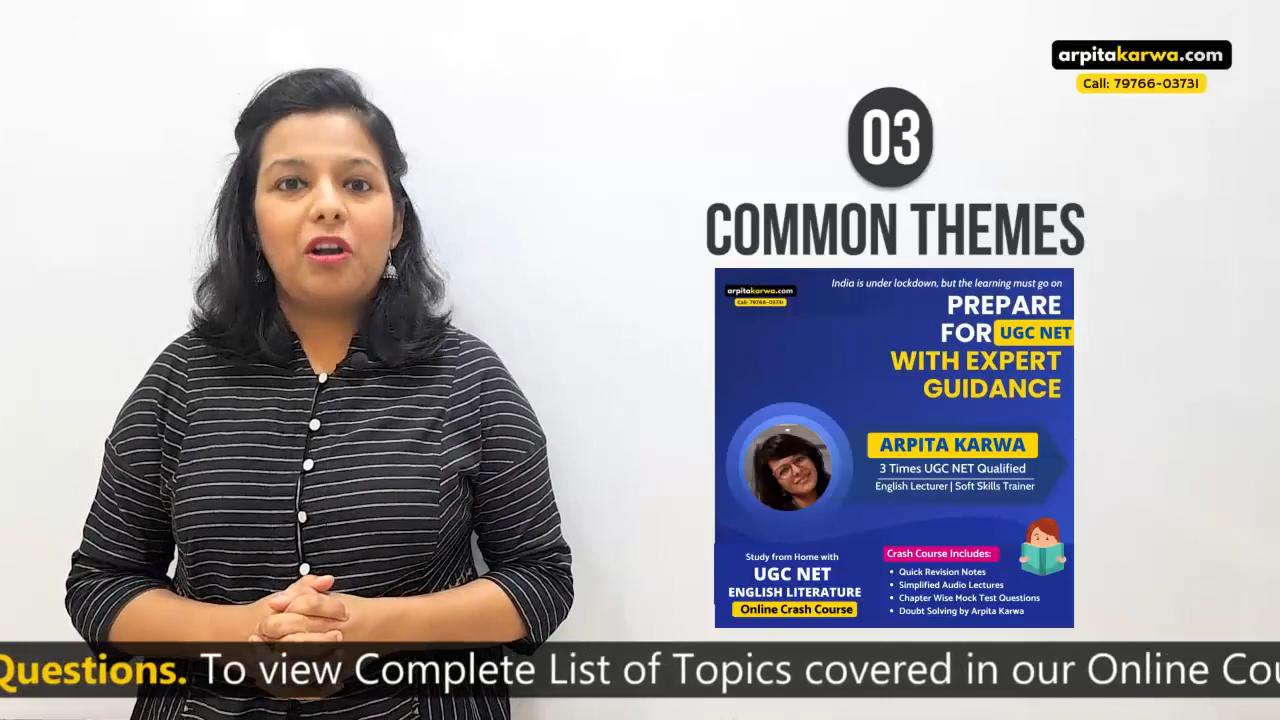 arpitakarwa.com
Call: 79766-03731
03
COMMON THEMES
India is under lockdown, but the learning must go on
arpitakarwa.com
Call: 79766-03731
PREPARE
FOR UGC NET
WITH EXPERT
GUIDANCE
ARPITA KARWA
3 Times UGC NET Qualified
English Lecturer | Soft Skills Trainer
Study from Home with
UGC NET
ENGLISH LITERATURE
Online Crash Course
Crash Course Includes:
• Quick Revision Notes
• Simplified Audio Lectures
• Chapter Wise Mock Test Questions
• Doubt Solving by Arpita Karwa
Questions. To view Complete List of Topics covered in our Online Cou